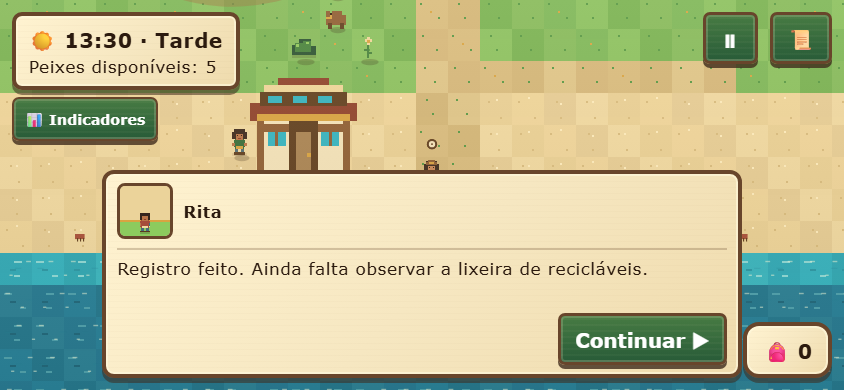 13:30 · Tarde
Peixes disponíveis: 5
Indicadores
Rita
Registro feito. Ainda falta observar a lixeira de recicláveis.
Continuar ▶
0